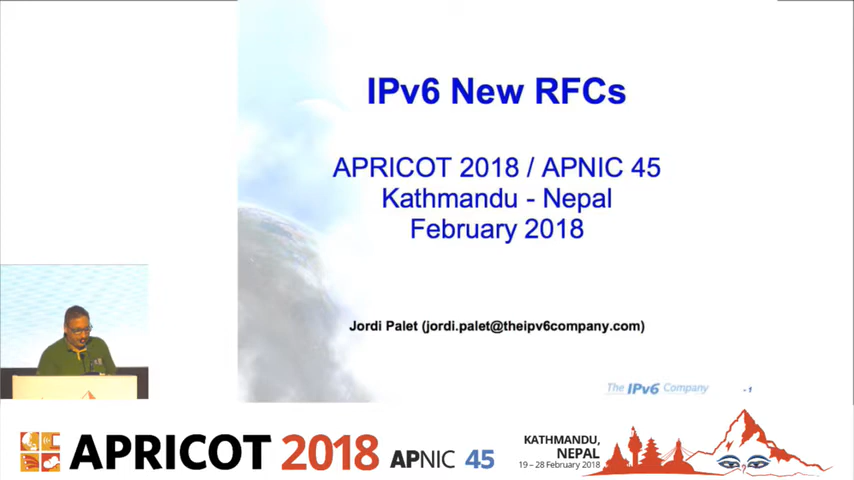 IPv6 New RFCs
APRICOT 2018 / APNIC 45
Kathmandu - Nepal
February 2018
Jordi Palet (jordi.palet@theipv6company.com)
The IPv6 Company
-1
APRICOT 2018 APNIC 45
KATHMANDU,
NEPAL
19 – 28 February 2018